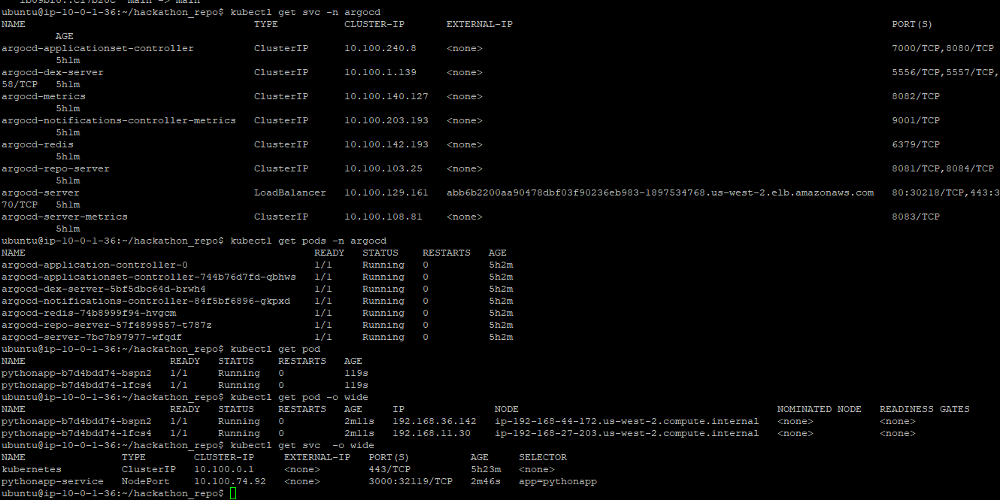 ubuntu@ip-10-0-1-36:~/hackathon_repo$ kubectl get svc -n argocd
NAME TYPE CLUSTER-IP EXTERNAL-IP PORT(S)
AGE
argocd-applicationset-controller ClusterIP 10.100.240.8 <none> 7000/TCP,8080/TCP
5h1m
argocd-dex-server ClusterIP 10.100.1.139 <none> 5556/TCP,5557/TCP,
58/TCP 5h1m
argocd-metrics ClusterIP 10.100.140.127 <none> 8082/TCP
5h1m
argocd-notifications-controller-metrics ClusterIP 10.100.203.193 <none> 9001/TCP
5h1m
argocd-redis ClusterIP 10.100.142.193 <none> 6379/TCP
5h1m
argocd-repo-server ClusterIP 10.100.103.25 <none> 8081/TCP,8084/TCP
5h1m
argocd-server LoadBalancer 10.100.129.161 abb6b2200aa90478dbf03f90236eb983-1897534768.us-west-2.elb.amazonaws.com 80:30218/TCP,443:3
70/TCP 5h1m
argocd-server-metrics ClusterIP 10.100.108.81 <none> 8083/TCP
5h1m
ubuntu@ip-10-0-1-36:~/hackathon_repo$ kubectl get pods -n argocd
NAME READY STATUS RESTARTS AGE
argocd-application-controller-0 1/1 Running 0 5h2m
argocd-applicationset-controller-744b76d7fd-qbhws 1/1 Running 0 5h2m
argocd-dex-server-5bf5dbc64d-brwh4 1/1 Running 0 5h2m
argocd-notifications-controller-84f5bf6896-gkpxd 1/1 Running 0 5h2m
argocd-redis-74b8999f94-hvgcm 1/1 Running 0 5h2m
argocd-repo-server-57f4899557-t787z 1/1 Running 0 5h2m
argocd-server-7bc7b97977-wfqdf 1/1 Running 0 5h2m
ubuntu@ip-10-0-1-36:~/hackathon_repo$ kubectl get pod
NAME READY STATUS RESTARTS AGE
pythonapp-b7d4bdd74-bspn2 1/1 Running 0 119s
pythonapp-b7d4bdd74-lfcs4 1/1 Running 0 119s
ubuntu@ip-10-0-1-36:~/hackathon_repo$ kubectl get pod -o wide
NAME READY STATUS RESTARTS AGE IP NODE NOMINATED NODE READINESS GATES
pythonapp-b7d4bdd74-bspn2 1/1 Running 0 2m11s 192.168.36.142 ip-192-168-44-172.us-west-2.compute.internal <none> <none>
pythonapp-b7d4bdd74-lfcs4 1/1 Running 0 2m11s 192.168.11.30 ip-192-168-27-203.us-west-2.compute.internal <none> <none>
ubuntu@ip-10-0-1-36:~/hackathon_repo$ kubectl get svc  -o wide
NAME TYPE CLUSTER-IP EXTERNAL-IP PORT(S) AGE SELECTOR
kubernetes ClusterIP 10.100.0.1 <none> 443/TCP 5h23m <none>
pythonapp-service NodePort 10.100.74.92 <none> 3000:32119/TCP 2m46s app=pythonapp
ubuntu@ip-10-0-1-36:~/hackathon_repo$